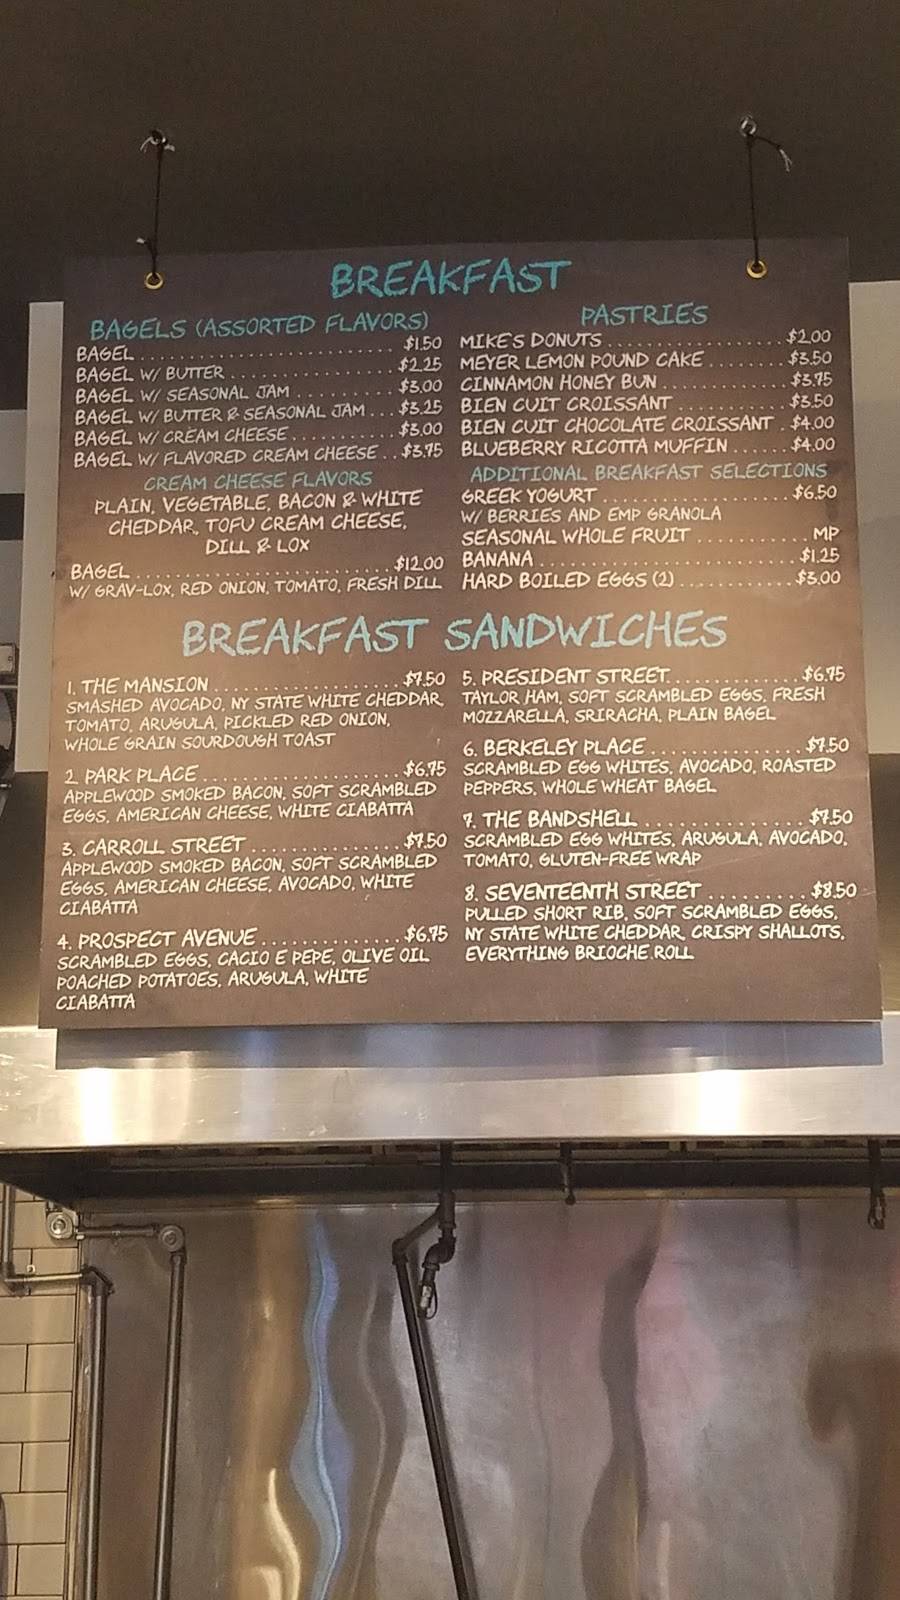 BREAKFAST
BAGELS (ASSORTED FLAVORS)
BAGEL ........................ $1.50
BAGEL W/ BUTTER ................ $2.25
BAGEL W/ SEASONAL JAM .......... $3.00
BAGEL W/ BUTTER & SEASONAL JAM ... $3.25
BAGEL W/ CREAM CHEESE ........... $3.00
BAGEL W/ FLAVORED CREAM CHEESE .. $3.75
CREAM CHEESE FLAVORS
PLAIN, VEGETABLE, BACON & WHITE
CHEDDAR, TOFU CREAM CHEESE,
DILL & LOX
BAGEL ........................ $12.00
W/ GRAV-LOX, RED ONION, TOMATO, FRESH DILL
PASTRIES
MIKE'S DONUTS ................. $2.00
MEYER LEMON POUND CAKE ........ $3.50
CINNAMON HONEY BUN ............ $3.75
BIEN CUIT CROISSANT ........... $3.50
BIEN CUIT CHOCOLATE CROISSANT . $4.00
BLUEBERRY RICOTTA MUFFIN ...... $4.00
ADDITIONAL BREAKFAST SELECTIONS
GREEK YOGURT .................. $6.50
W/ BERRIES AND EMP GRANOLA
SEASONAL WHOLE FRUIT ........... MP
BANANA ........................ $1.25
HARD BOILED EGGS (2) ........... $3.00
BREAKFAST SANDWICHES
1. THE MANSION .................. $7.50
SMASHED AVOCADO, NY STATE WHITE CHEDDAR,
TOMATO, ARUGULA, PICKLED RED ONION,
WHOLE GRAIN SOURDOUGH TOAST
2. PARK PLACE ................... $6.75
APPLEWOOD SMOKED BACON, SOFT SCRAMBLED
EGGS, AMERICAN CHEESE, WHITE CIABATTA
3. CARROLL STREET ............... $7.50
APPLEWOOD SMOKED BACON, SOFT SCRAMBLED
EGGS, AMERICAN CHEESE, AVOCADO, WHITE
CIABATTA
4. PROSPECT AVENUE .............. $6.75
SCRAMBLED EGGS, CACIO E PEPE, OLIVE OIL
POACHED POTATOES, ARUGULA, WHITE
CIABATTA
5. PRESIDENT STREET ............. $6.75
TAYLOR HAM, SOFT SCRAMBLED EGGS, FRESH
MOZZARELLA, SRIRACHA, PLAIN BAGEL
6. BERKELEY PLACE ............... $7.50
SCRAMBLED EGG WHITES, AVOCADO, ROASTED
PEPPERS, WHOLE WHEAT BAGEL
7. THE BANDSHELL ................ $7.50
SCRAMBLED EGG WHITES, ARUGULA, AVOCADO,
TOMATO, GLUTEN-FREE WRAP
8. SEVENTEENTH STREET ......... $8.50
PULLED SHORT RIB, SOFT SCRAMBLED EGGS,
NY STATE WHITE CHEDDAR, CRISPY SHALLOTS,
EVERYTHING BRIOCHE ROLL